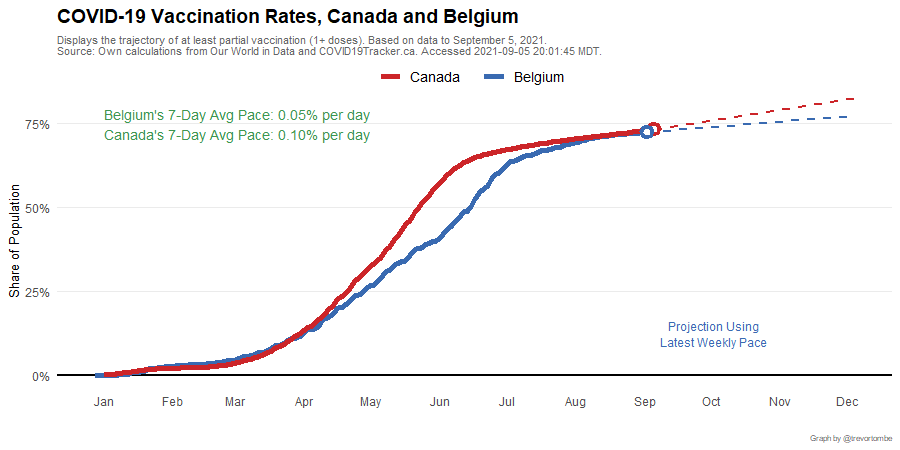 COVID-19 Vaccination Rates, Canada and Belgium
Displays the trajectory of at least partial vaccination (1+ doses). Based on data to September 5, 2021.
Source: Own calculations from Our World in Data and COVID19Tracker.ca. Accessed 2021-09-05 20:01:45 MDT.
Canada Belgium
Belgium's 7-Day Avg Pace: 0.05% per day
Canada's 7-Day Avg Pace: 0.10% per day
75%
50%
25%
0%
Share of Population
Projection Using
Latest Weekly Pace
Jan Feb Mar Apr May Jun Jul Aug Sep Oct Nov Dec
Graph by @trevortombe